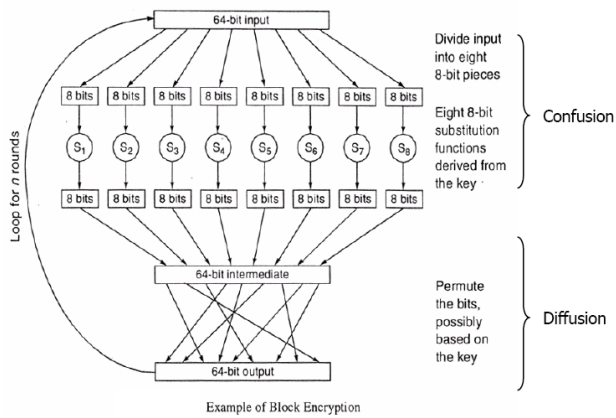 64-bit input
Divide input
into eight
8-bit pieces
8 bits 8 bits 8 bits 8 bits 8 bits 8 bits 8 bits 8 bits
Eight 8-bit
substitution
functions
derived from
the key
Confusion
S1 S2 S3 S4 S5 S6 S7 S8
8 bits 8 bits 8 bits 8 bits 8 bits 8 bits 8 bits 8 bits
Loop for n rounds
64-bit intermediate
Permute
the bits,
possibly
based on
the key
Diffusion
64-bit output
Example of Block Encryption